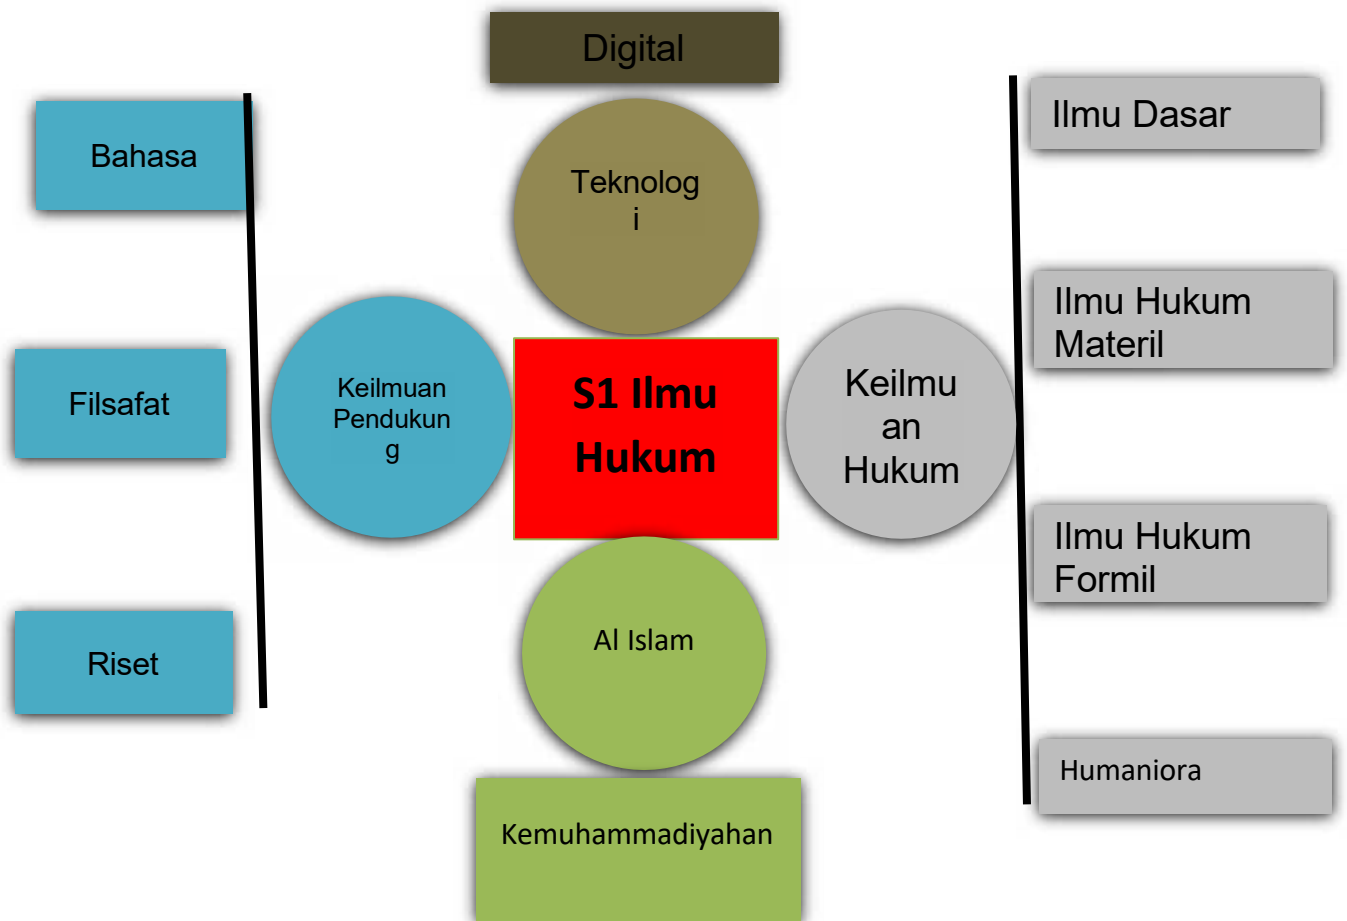 Digital
Teknolog
i
Bahasa
Filsafat
Riset
Keilmuan
Pendukun
g
S1 Ilmu
Hukum
Keilmu
an
Hukum
Ilmu Dasar
Ilmu Hukum
Materil
Ilmu Hukum
Formil
Humaniora
Al Islam
Kemuhammadiyahan